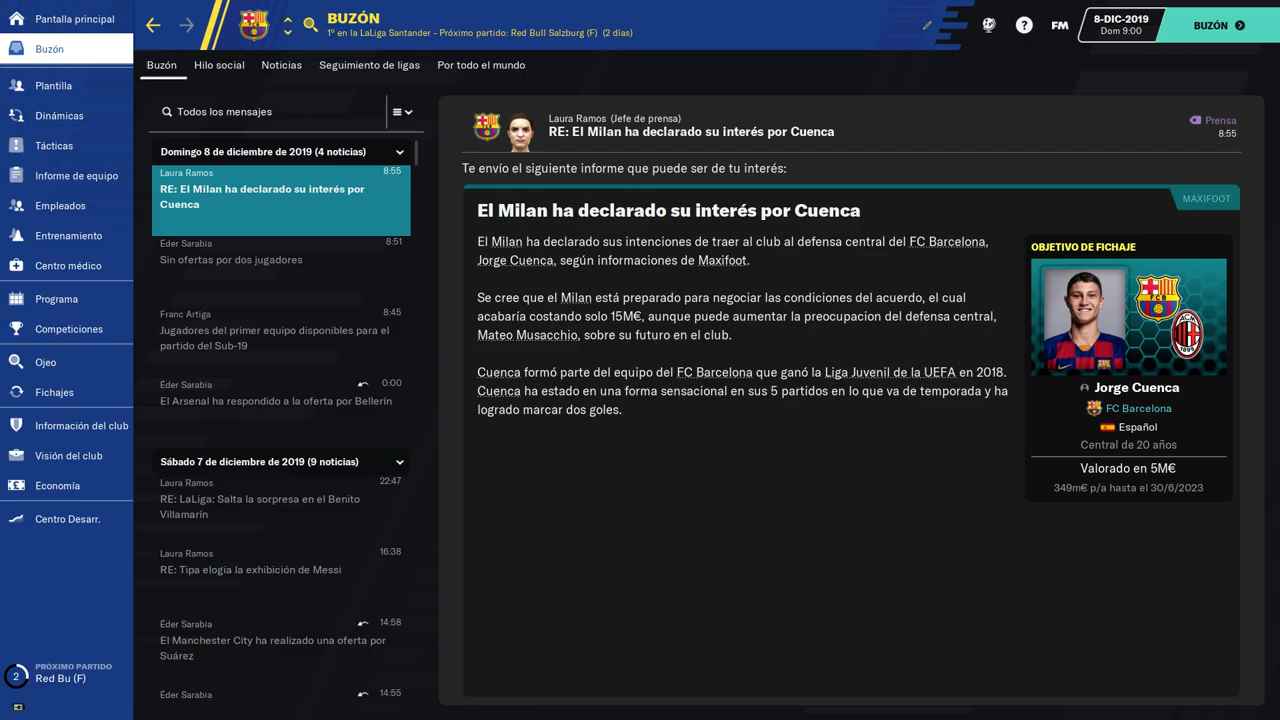 Pantalla principal
Buzón
Plantilla
Dinámicas
Tácticas
Informe de equipo
Empleados
Entrenamiento
Centro médico
Programa
Competiciones
Ojeo
Fichajes
Información del club
Visión del club
Economía
Centro Desarr.
2
PRÓXIMO PARTIDO
Red Bu (F)
BUZÓN
1º en la LaLiga Santander - Próximo partido: Red Bull Salzburg (F) (2 días)
FM
8-DIC-2019
Dom 9:00
BUZÓN
Buzón
Hilo social
Noticias
Seguimiento de ligas
Por todo el mundo
Todos los mensajes
Domingo 8 de diciembre de 2019 (4 noticias)
Laura Ramos 8:55
RE: El Milan ha declarado su interés por
Cuenca
Éder Sarabia 8:51
Sin ofertas por dos jugadores
Franc Artiga 8:45
Jugadores del primer equipo disponibles para el
partido del Sub-19
Éder Sarabia 0:00
El Arsenal ha respondido a la oferta por Bellerín
Sábado 7 de diciembre de 2019 (9 noticias)
Laura Ramos 22:47
RE: LaLiga: Salta la sorpresa en el Benito
Villamarín
Laura Ramos 16:38
RE: Tipa elogia la exhibición de Messi
Éder Sarabia 14:58
El Manchester City ha realizado una oferta por
Suárez
Éder Sarabia 14:55
Laura Ramos (Jefe de prensa)
RE: El Milan ha declarado su interés por Cuenca
Prensa
8:55
Te envío el siguiente informe que puede ser de tu interés:
MAXIFOOT
El Milan ha declarado su interés por Cuenca
El Milan ha declarado sus intenciones de traer al club al defensa central del FC Barcelona,
Jorge Cuenca, según informaciones de Maxifoot.
Se cree que el Milan está preparado para negociar las condiciones del acuerdo, el cual
acabaría costando solo 15M€, aunque puede aumentar la preocupacion del defensa central,
Mateo Musacchio, sobre su futuro en el club.
Cuenca formó parte del equipo del FC Barcelona que ganó la Liga Juvenil de la UEFA en 2018.
Cuenca ha estado en una forma sensacional en sus 5 partidos en lo que va de temporada y ha
logrado marcar dos goles.
OBJETIVO DE FICHAJE
Jorge Cuenca
FC Barcelona
Español
Central de 20 años
Valorado en 5M€
349m€ p/a hasta el 30/6/2023